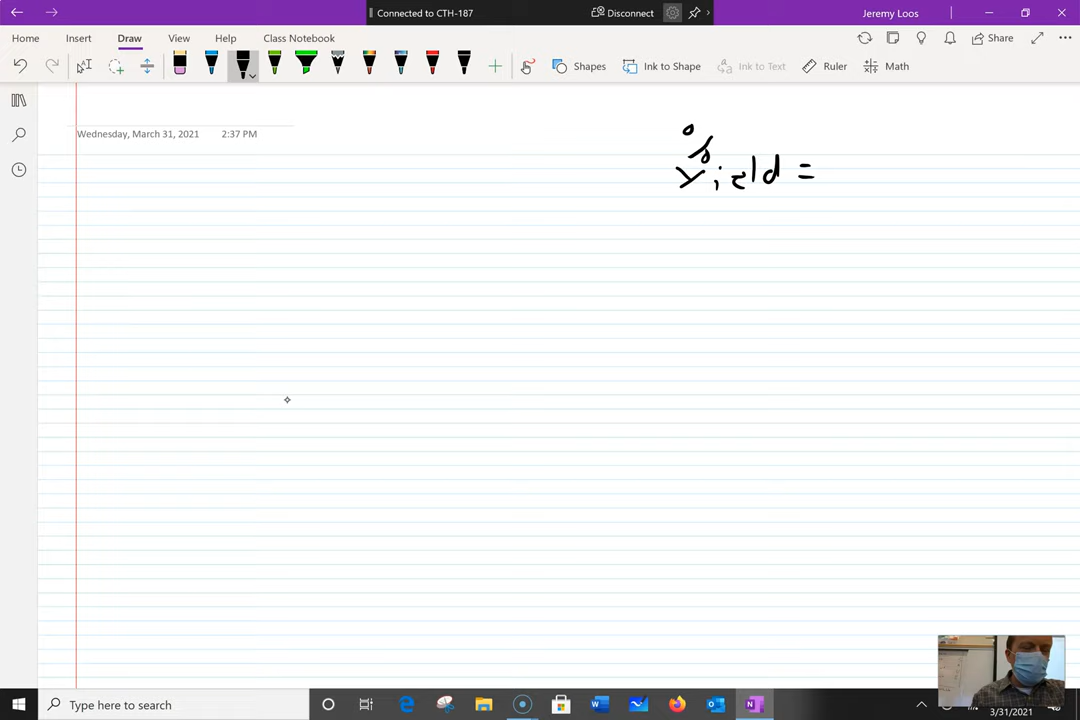 Connected to CTH-187
Disconnect
Jeremy Loos
Home
Insert
Draw
View
Help
Class Notebook
Share
Shapes
Ink to Shape
Ink to Text
Ruler
Math
Wednesday, March 31, 2021
2:37 PM
%
Yield =
Type here to search
3/31/2021